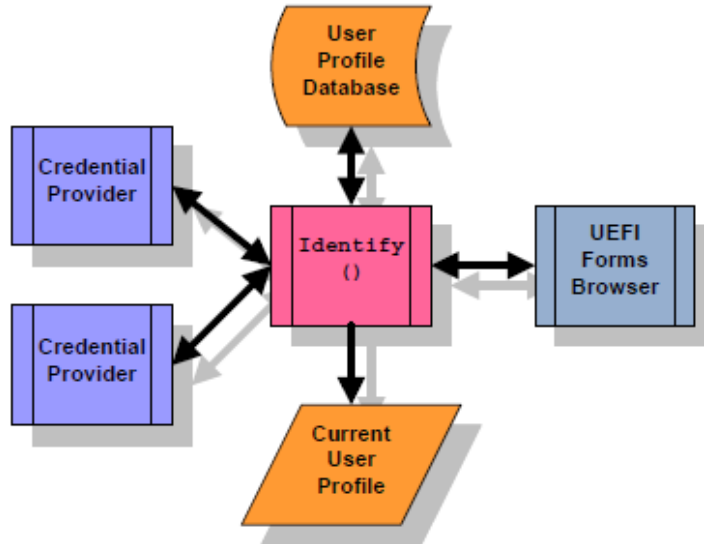 User
Profile
Database
Credential
Provider
Identify
()
UEFI
Forms
Browser
Credential
Provider
Current
User
Profile